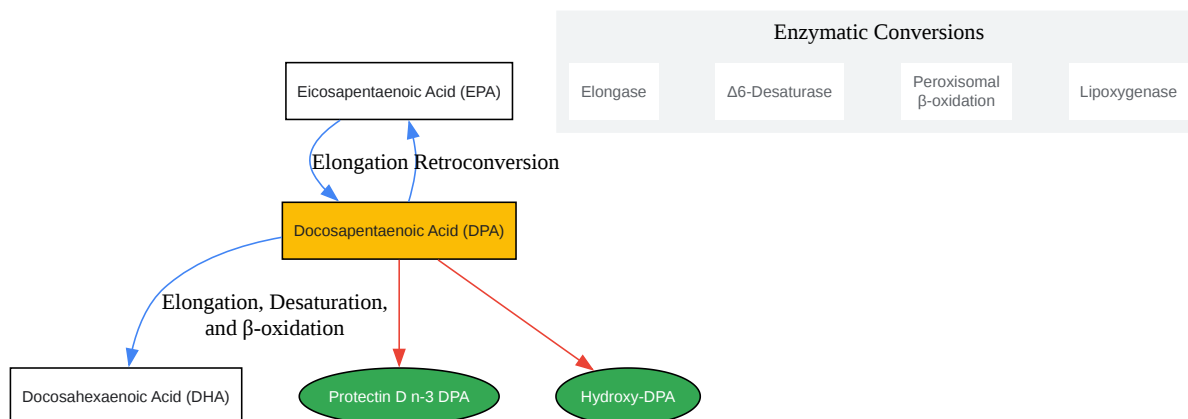 Enzymatic Conversions
Elongase
Δ6-Desaturase
Peroxisomal
β-oxidation
Lipoxygenase
Eicosapentaenoic Acid (EPA)
Elongation Retroconversion
Docosapentaenoic Acid (DPA)
Elongation, Desaturation,
and β-oxidation
Docosahexaenoic Acid (DHA)
Protectin D n-3 DPA
Hydroxy-DPA